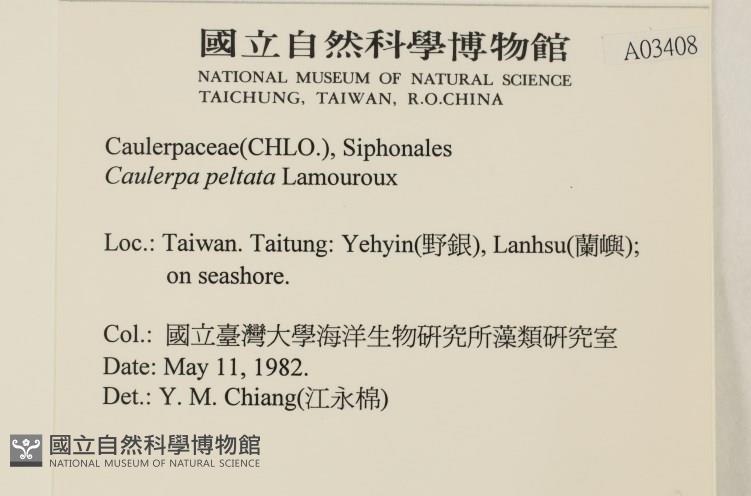 國立自然科學博物館
A03408
NATIONAL MUSEUM OF NATURAL SCIENCE
TAICHUNG, TAIWAN, R.O.CHINA
Caulerpaceae(CHLO.), Siphonales
Caulerpa peltata Lamouroux
Loc.: Taiwan. Taitung: Yehyin(野銀), Lanhsu(蘭嶼);
on seashore.
Col.: 國立臺灣大學海洋生物研究所藻類研究室
Date: May 11, 1982.
Det.: Y. M. Chiang(江永棉)
國立自然科學博物館
NATIONAL MUSEUM OF NATURAL SCIENCE